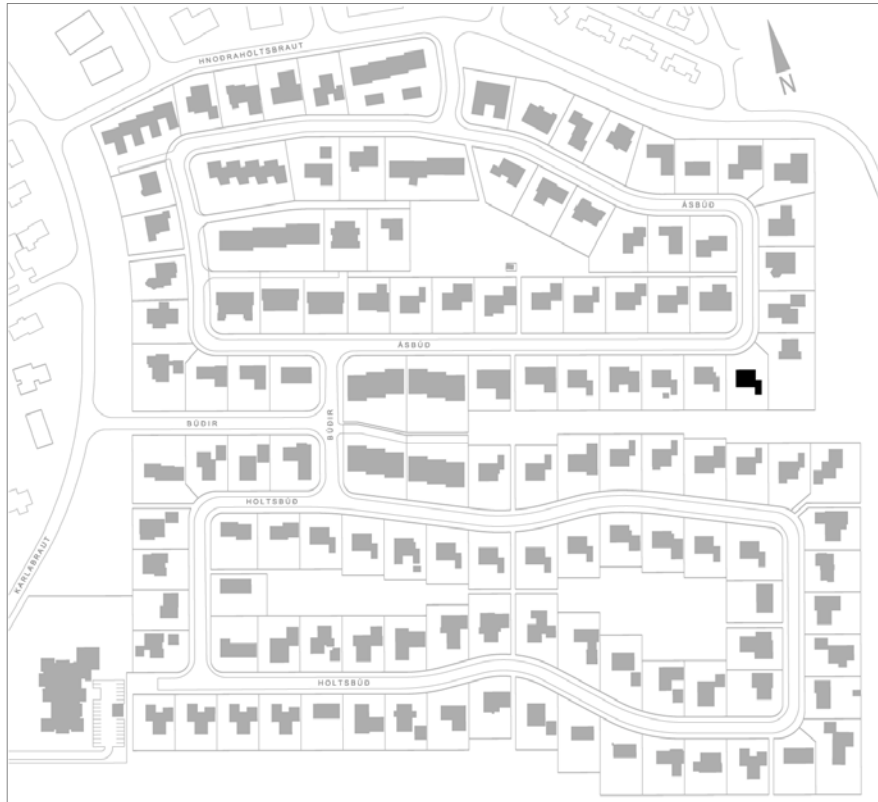 HNOÐRAHOLTSBRAUT
N
ÁSBÚÐ
ÁSBÚÐ
BÚÐIR
BÚÐIR
HOLTSBÚÐ
KARLABRAUT
HOLTSBÚÐ